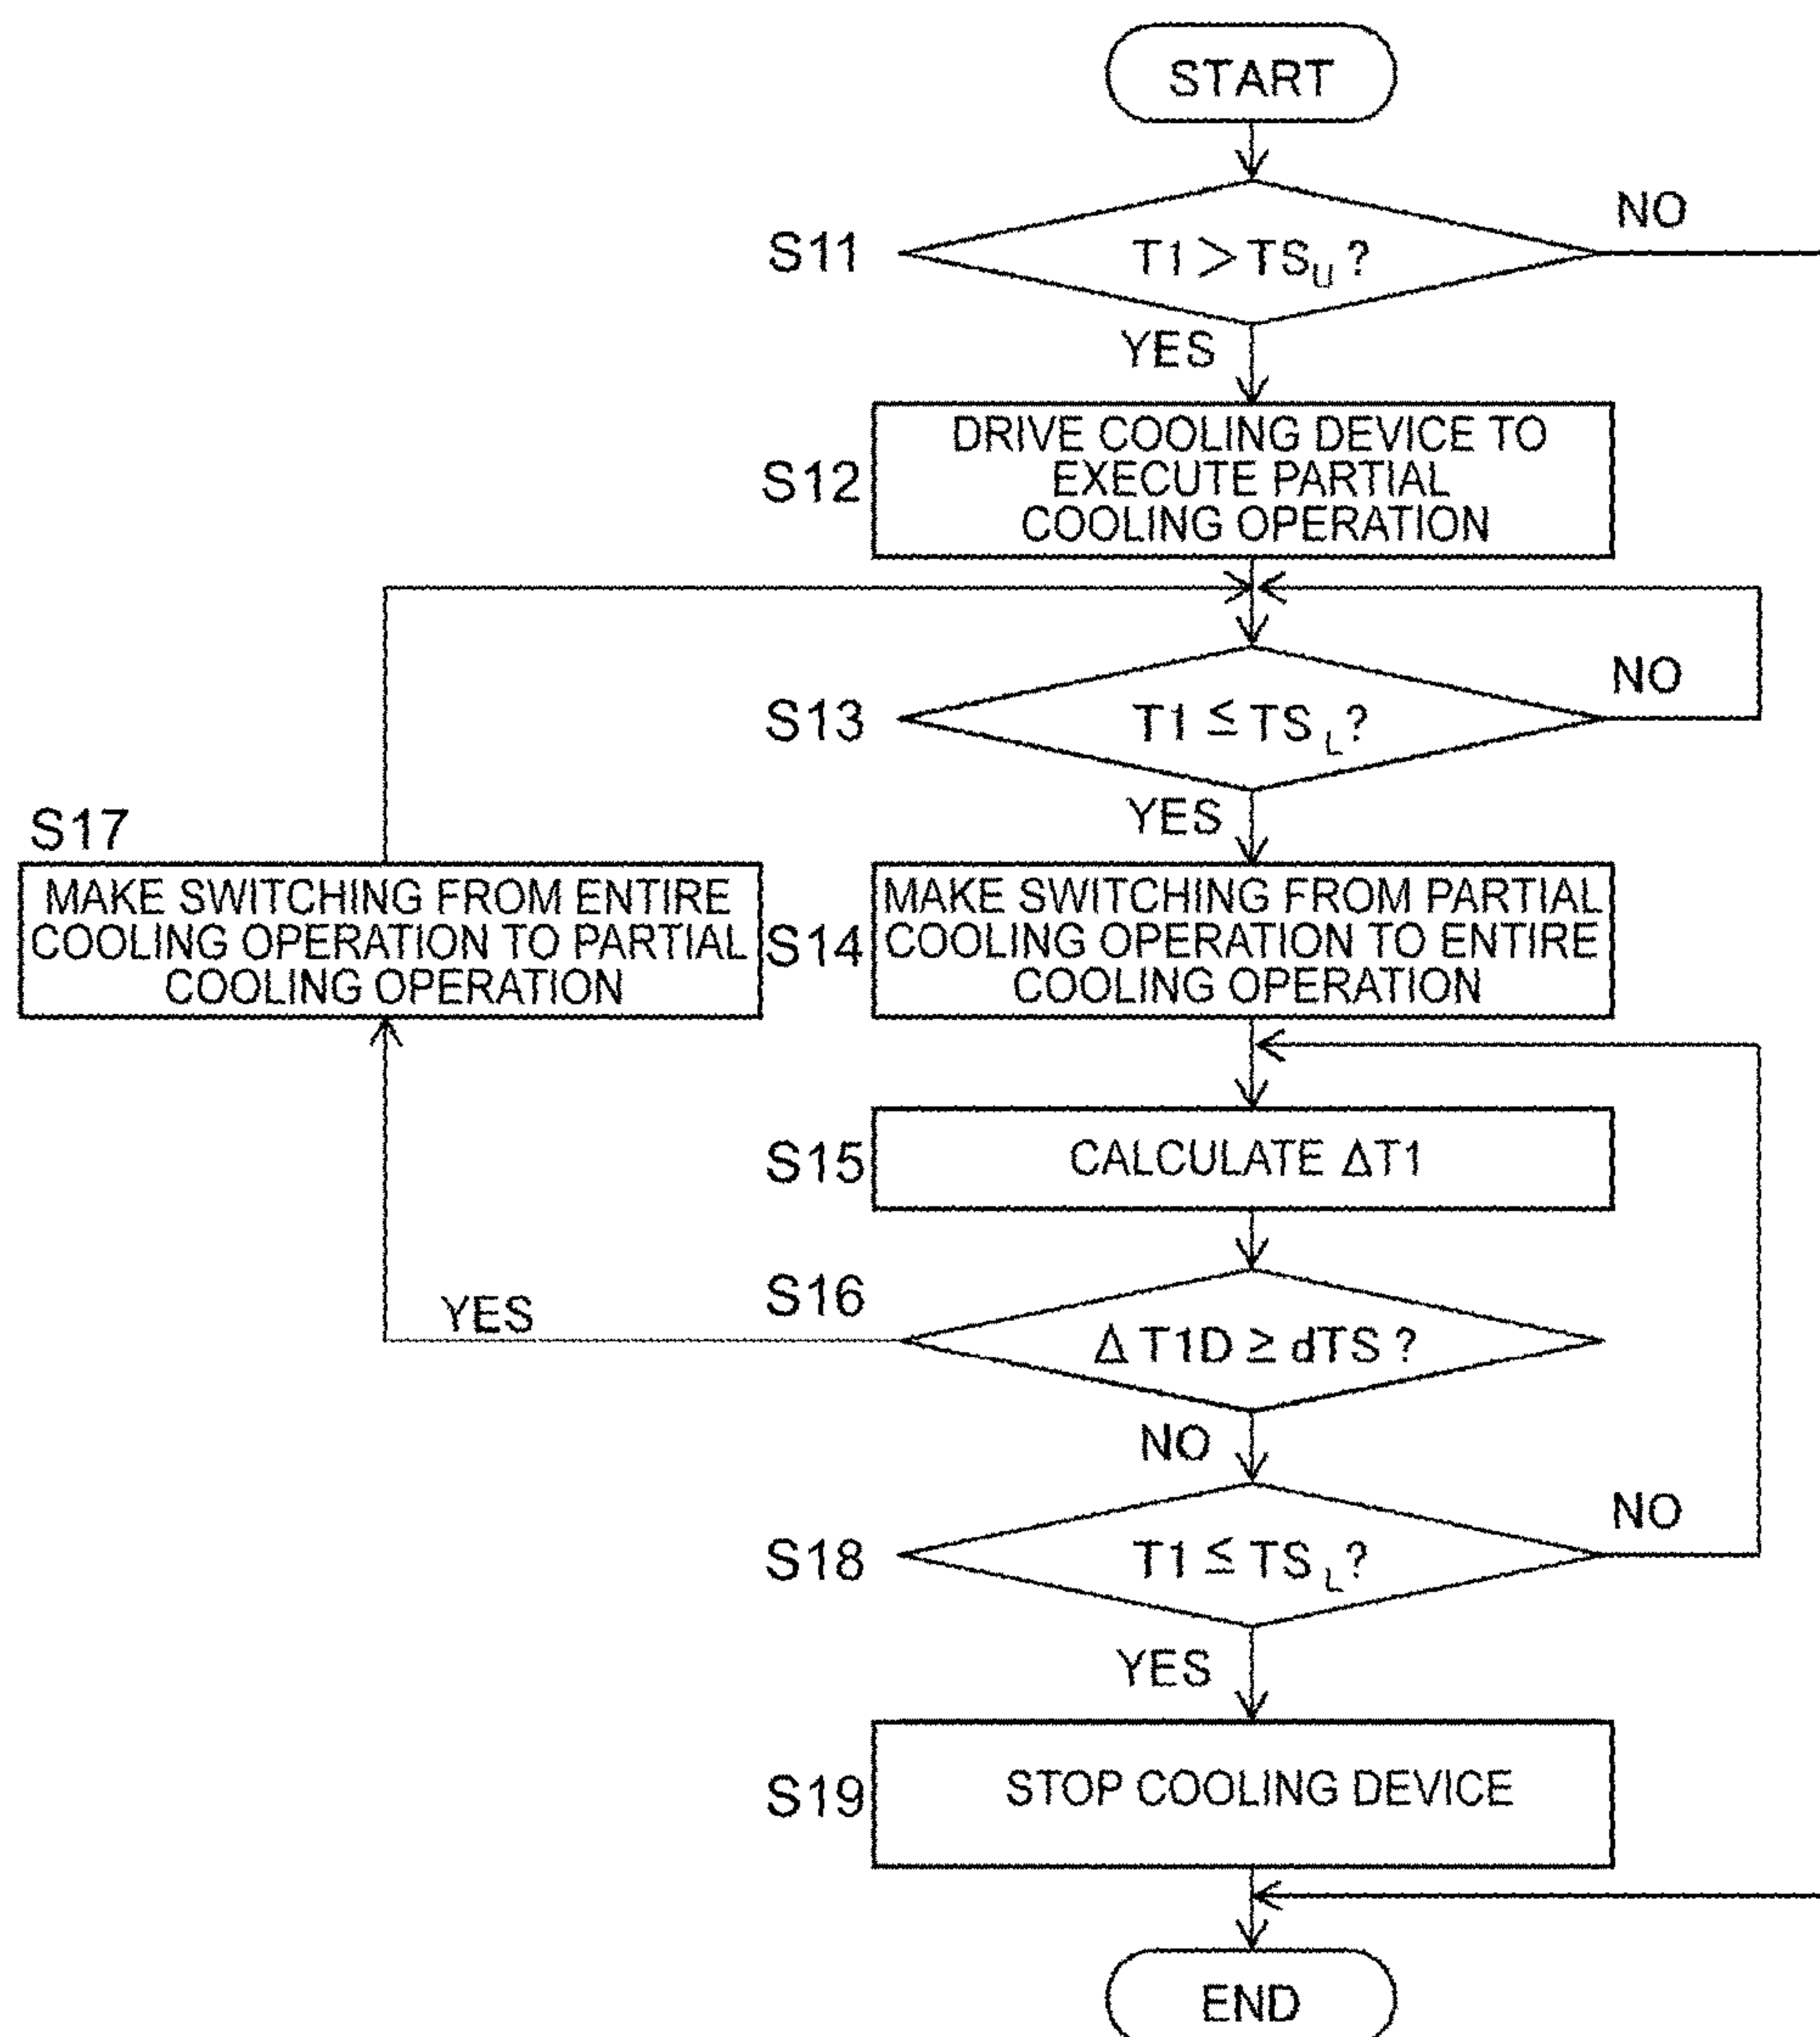 START
S11
T1>TSU?
NO
YES
S12
DRIVE COOLING DEVICE TO
EXECUTE PARTIAL
COOLING OPERATION
S13
T1≤TSL?
NO
YES
S17
MAKE SWITCHING FROM ENTIRE
COOLING OPERATION TO PARTIAL
COOLING OPERATION
S14
MAKE SWITCHING FROM PARTIAL
COOLING OPERATION TO ENTIRE
COOLING OPERATION
S15
CALCULATE ΔT1
S16
ΔT1D≥dTS?
YES
NO
S18
T1≤TSL?
NO
YES
S19
STOP COOLING DEVICE
END